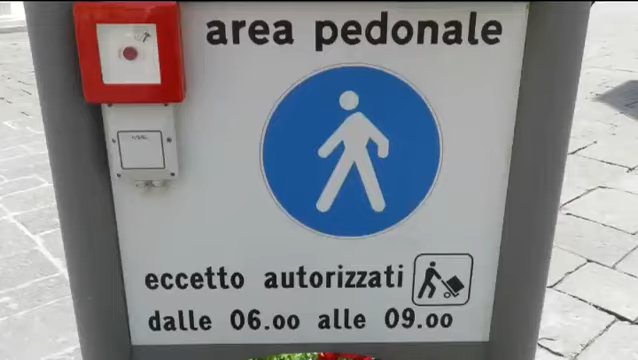 area pedonale
eccetto autorizzati
dalle 06.00 alle 09.00